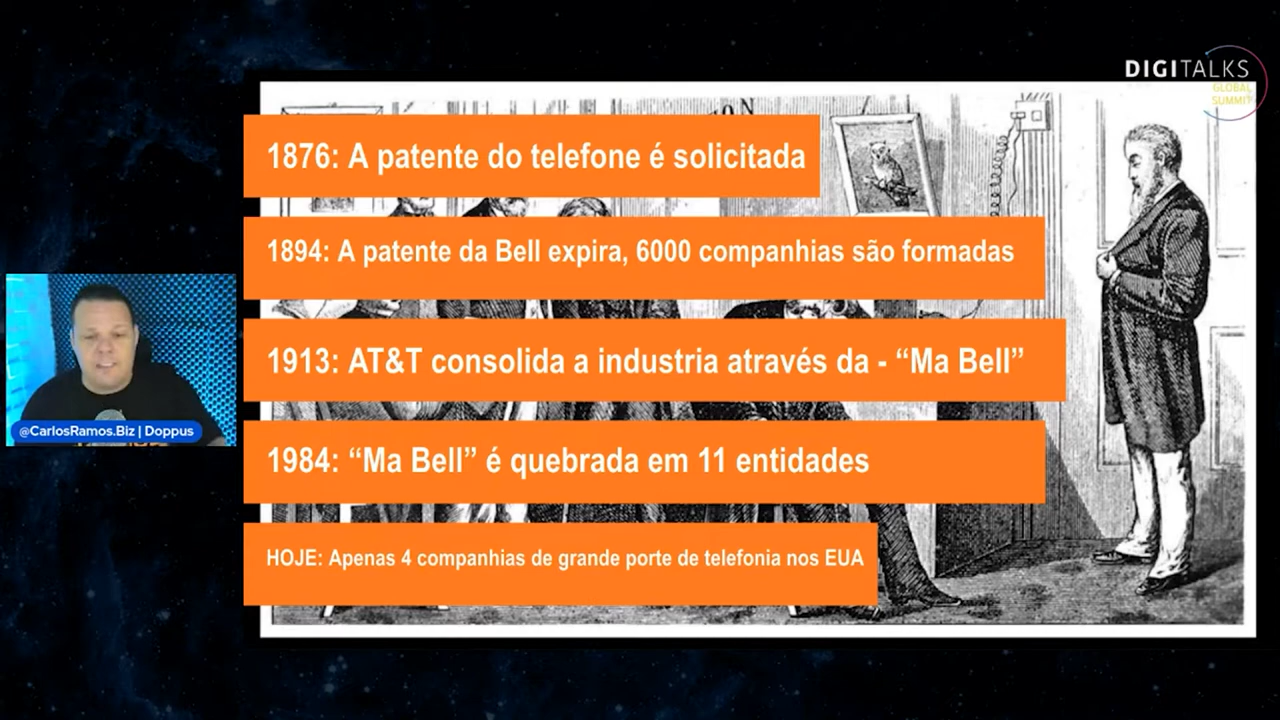 DIGITALKS
GLOBAL
SUMMIT
1876: A patente do telefone é solicitada
1894: A patente da Bell expira, 6000 companhias são formadas
1913: AT&T consolida a industria através da - “Ma Bell”
1984: “Ma Bell” é quebrada em 11 entidades
HOJE: Apenas 4 companhias de grande porte de telefonia nos EUA
@CarlosRamos.Biz | Doppus